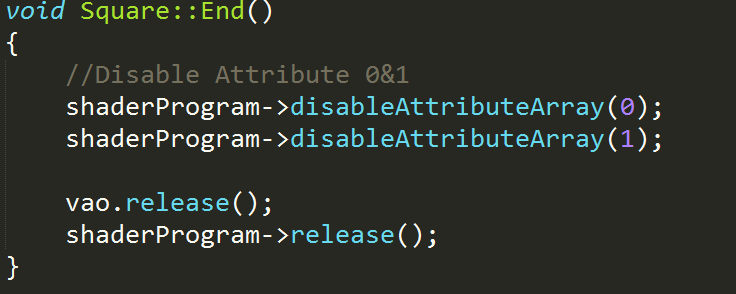 void Square::End()
{
//Disable Attribute 0&1
shaderProgram->disableAttributeArray(0);
shaderProgram->disableAttributeArray(1);
vao.release();
shaderProgram->release();
}